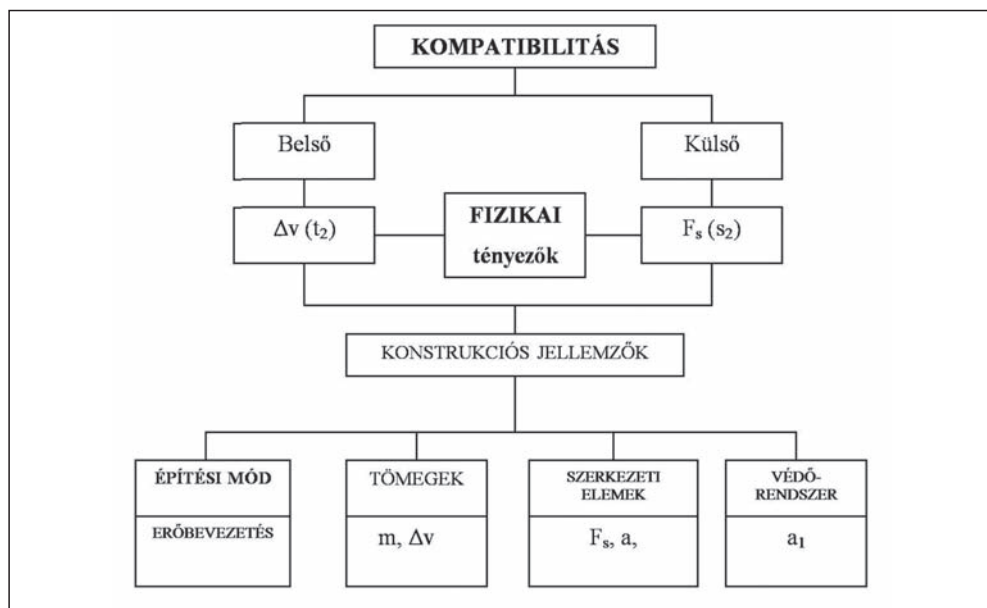 KOMPATIBILITÁS
Belső
Külső
Δv (t₂)
FIZIKAI
tényezők
Fₛ (s₂)
KONSTRUKCIÓS JELLEMZŐK
ÉPÍTÉSI MÓD
ERŐBEVEZETÉS
TÖMEGEK
m, Δv
SZERKEZETI
ELEMEK
Fₛ, a,
VÉDŐ-
RENDSZER
a₁